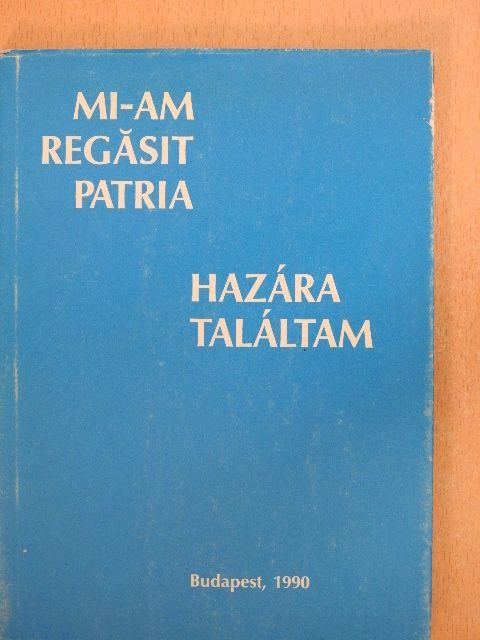 MI-AM
REGĂSIT
PATRIA
HAZÁRA
TALÁLTAM
Budapest, 1990